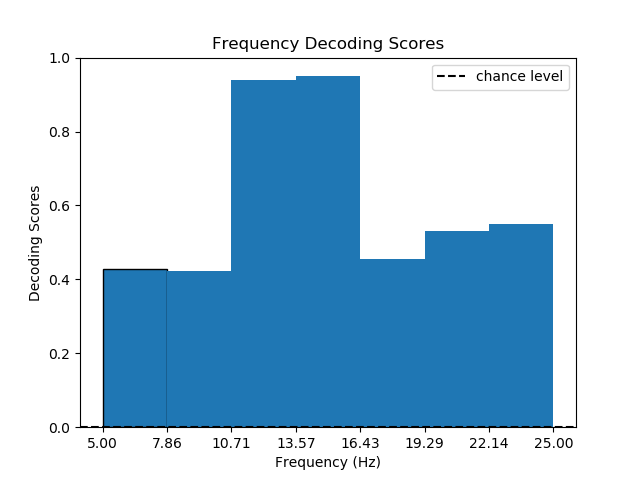 Frequency Decoding Scores
chance level
1.0
0.8
0.6
0.4
0.2
0.0
Decoding Scores
5.00 7.86 10.71 13.57 16.43 19.29 22.14 25.00
Frequency (Hz)